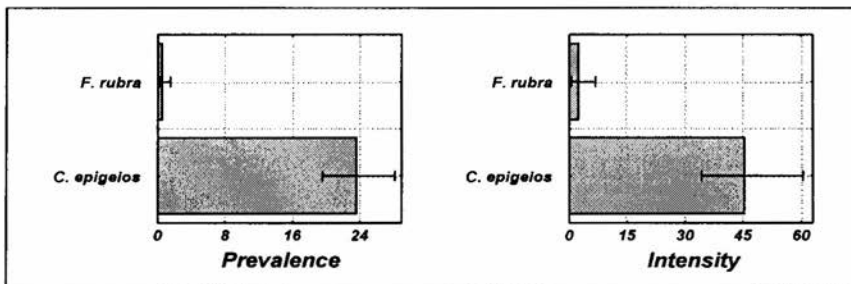 F. rubra
C. epigeios
0 8 16 24
Prevalence
F. rubra
C. epigeios
0 15 30 45 60
Intensity